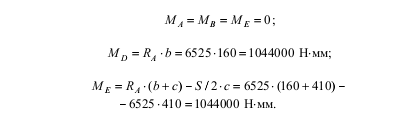 M_A = M_B = M_E = 0;
M_D = R_A · b = 6525 · 160 = 1044000 Н·мм;
M_E = R_A · (b + c) − S / 2 · c = 6525 · (160 + 410) −
− 6525 · 410 = 1044000 Н·мм.